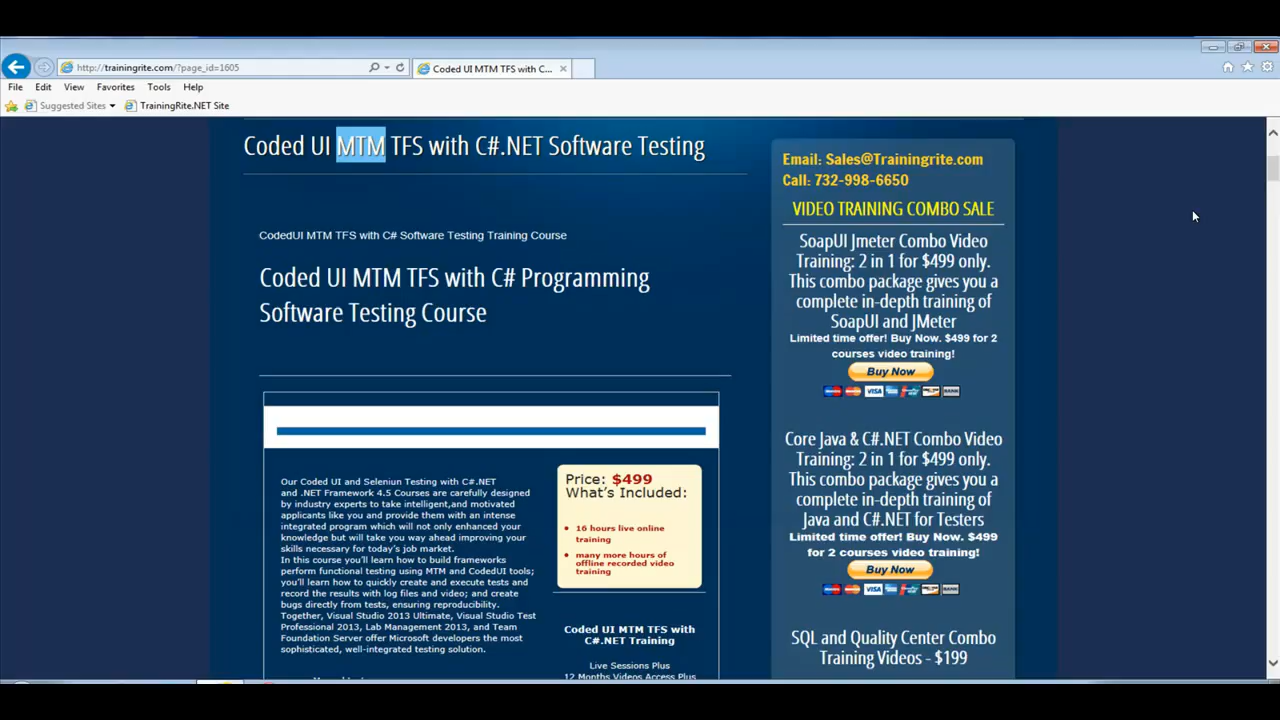 http://trainingrite.com/?page_id=1605
Coded UI MTM TFS with C...
File Edit View Favorites Tools Help
Suggested Sites TrainingRite.NET Site
Coded UI MTM TFS with C#.NET Software Testing
CodedUI MTM TFS with C# Software Testing Training Course
Coded UI MTM TFS with C# Programming
Software Testing Course
Our Coded UI and Seleniun Testing with C#.NET
and .NET Framework 4.5 Courses are carefully designed
by industry experts to take intelligent,and motivated
applicants like you and provide them with an intense
integrated program which will not only enhanced your
knowledge but will take you way ahead improving your
skills necessary for today's job market.
In this course you'll learn how to build frameworks
perform functional testing using MTM and CodedUI tools;
you'll learn how to quickly create and execute tests and
record the results with log files and video; and create
bugs directly from tests, ensuring reproducibility.
Together, Visual Studio 2013 Ultimate, Visual Studio Test
Professional 2013, Lab Management 2013, and Team
Foundation Server offer Microsoft developers the most
sophisticated, well-integrated testing solution.
Price: $499
What's Included:
16 hours live online
training
many more hours of
offline recorded video
training
Coded UI MTM TFS with
C#.NET Training
Live Sessions Plus
12 Months Videos Access Plus
Email: Sales@Trainingrite.com
Call: 732-998-6650
VIDEO TRAINING COMBO SALE
SoapUI Jmeter Combo Video
Training: 2 in 1 for $499 only.
This combo package gives you a
complete in-depth training of
SoapUI and JMeter
Limited time offer! Buy Now. $499 for 2
courses video training!
Buy Now
VISA
Core Java & C#.NET Combo Video
Training: 2 in 1 for $499 only.
This combo package gives you a
complete in-depth training of
Java and C#.NET for Testers
Limited time offer! Buy Now. $499
for 2 courses video training!
Buy Now
VISA
SQL and Quality Center Combo
Training Videos - $199